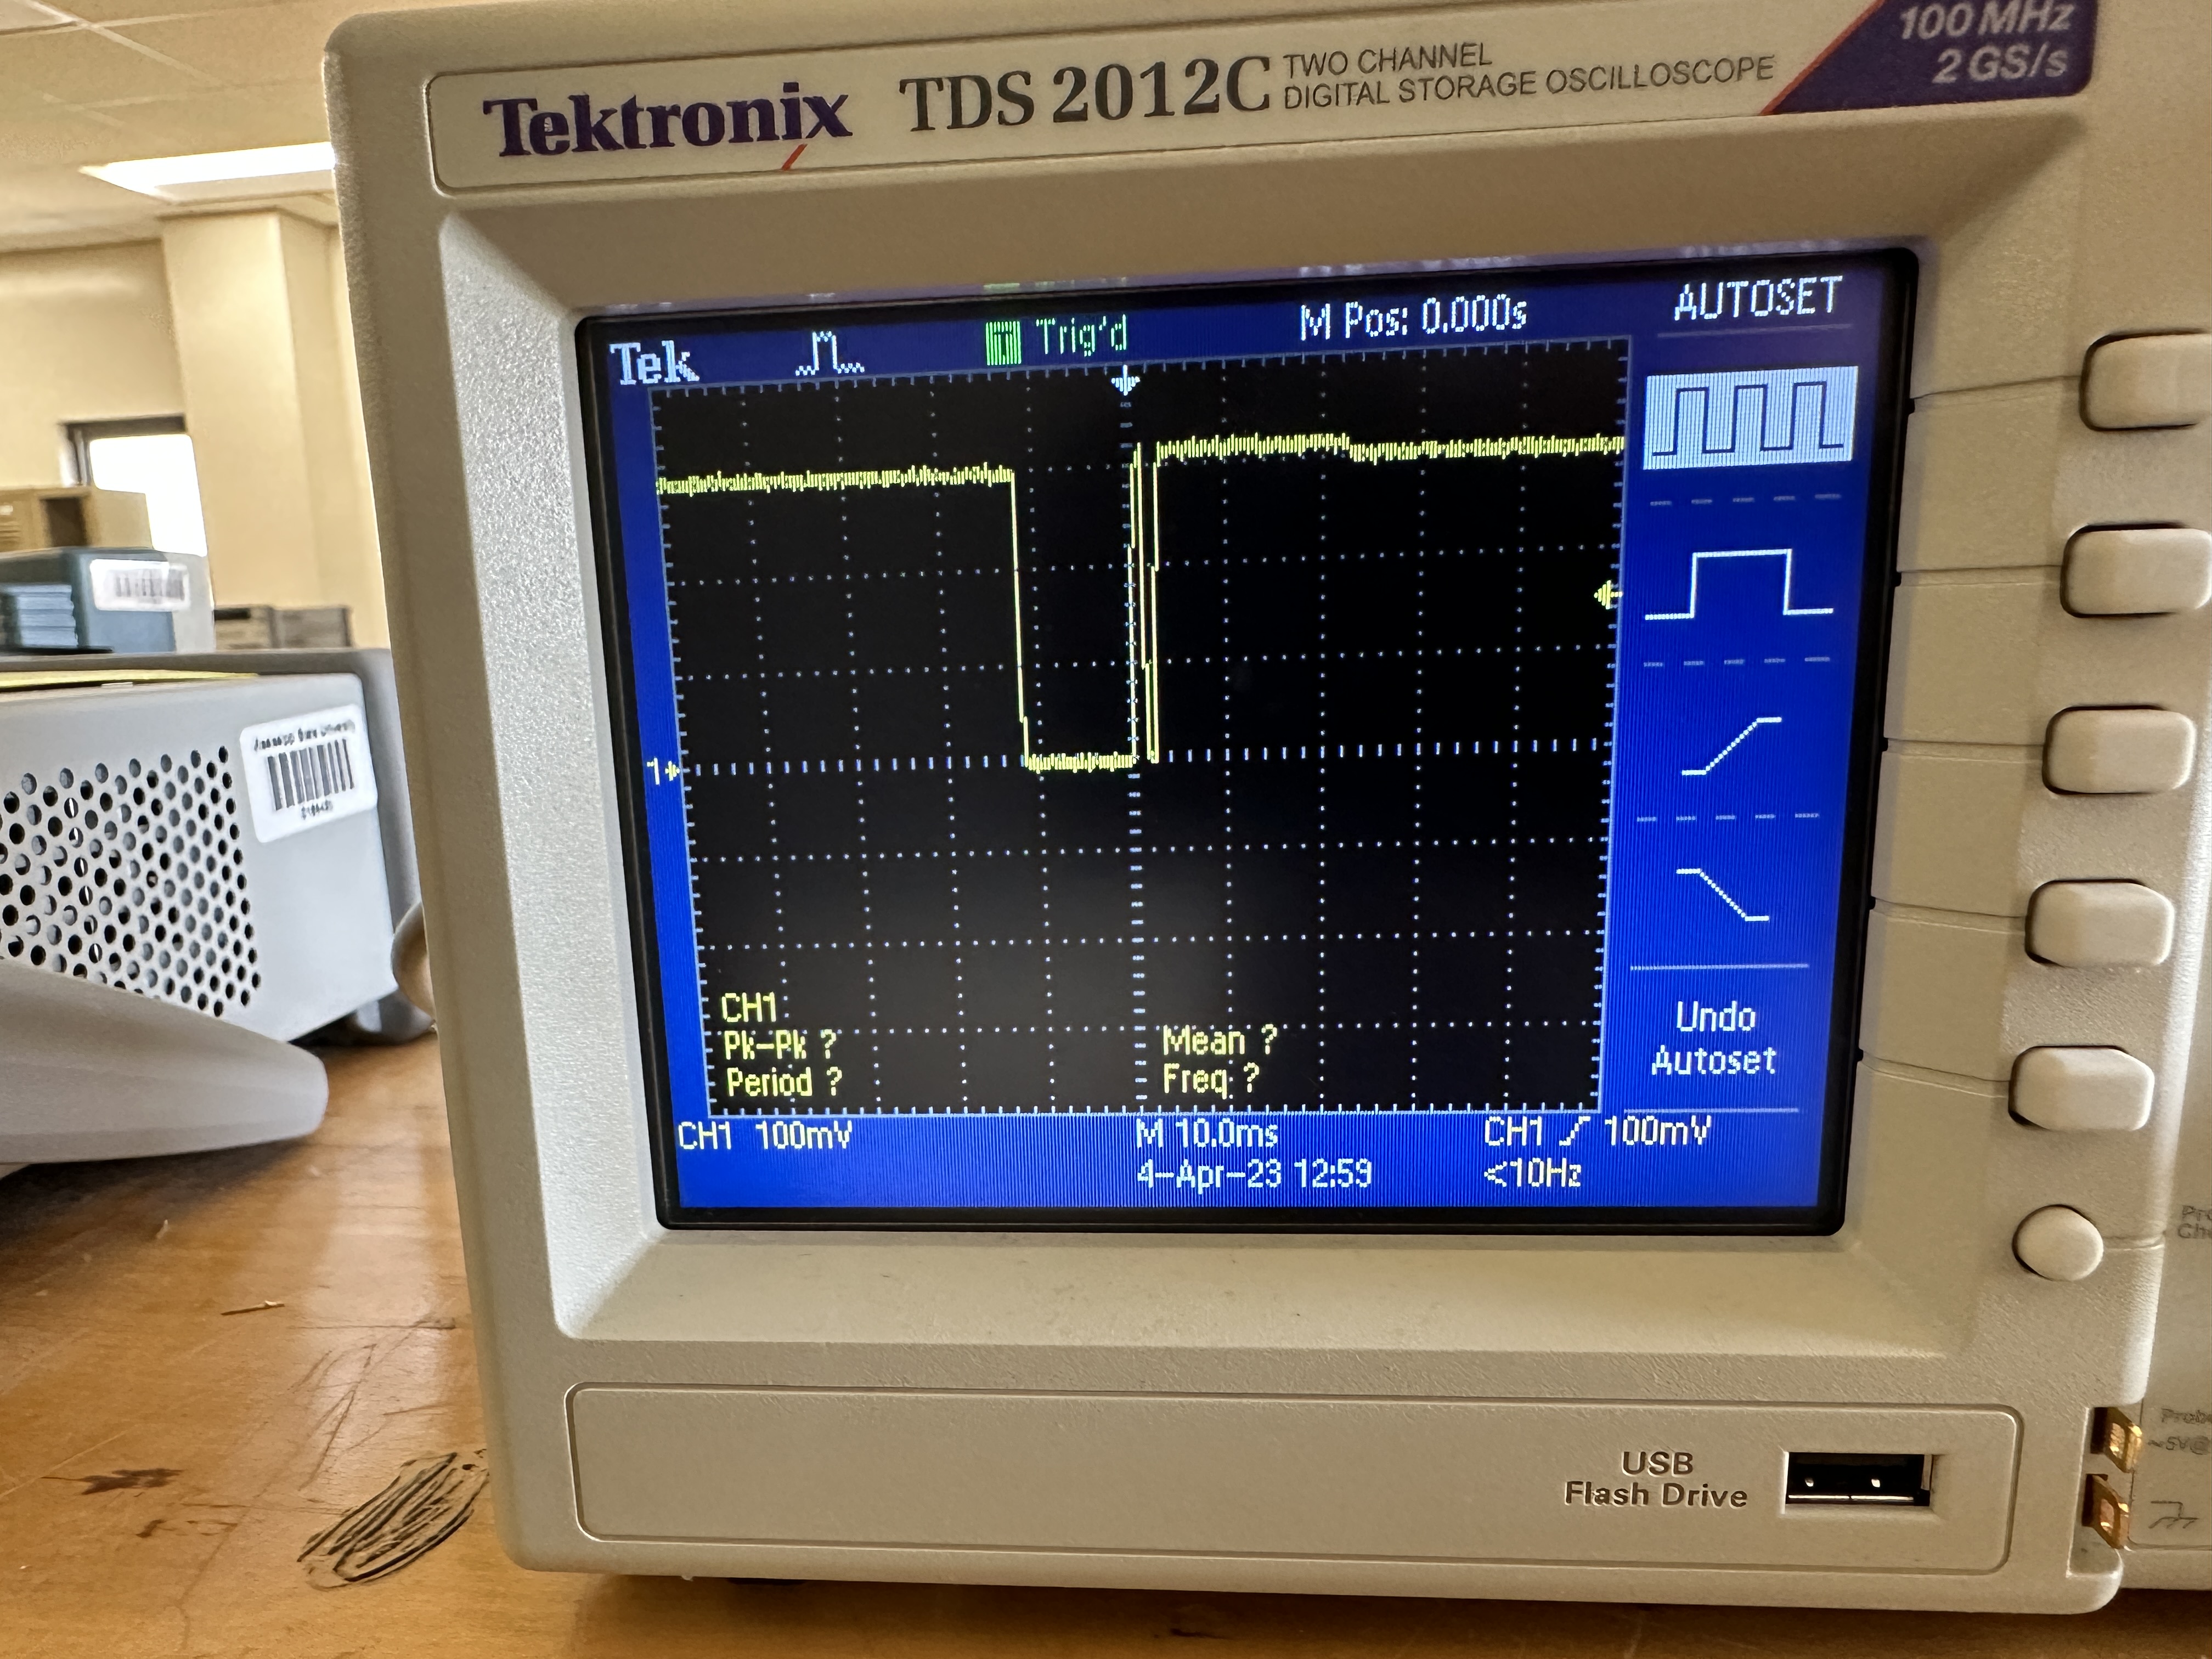 Tektronix TDS 2012C TWO CHANNEL
DIGITAL STORAGE OSCILLOSCOPE
100 MHz
2 GS/s
Tek Trig'd M Pos: 0.000s AUTOSET
1
CH1
Pk-Pk ? Mean ?
Period ? Freq ?
Undo
Autoset
CH1 100mV M 10.0ms CH1 100mV
4-Apr-23 12:59 <10Hz
USB
Flash Drive
~5V@